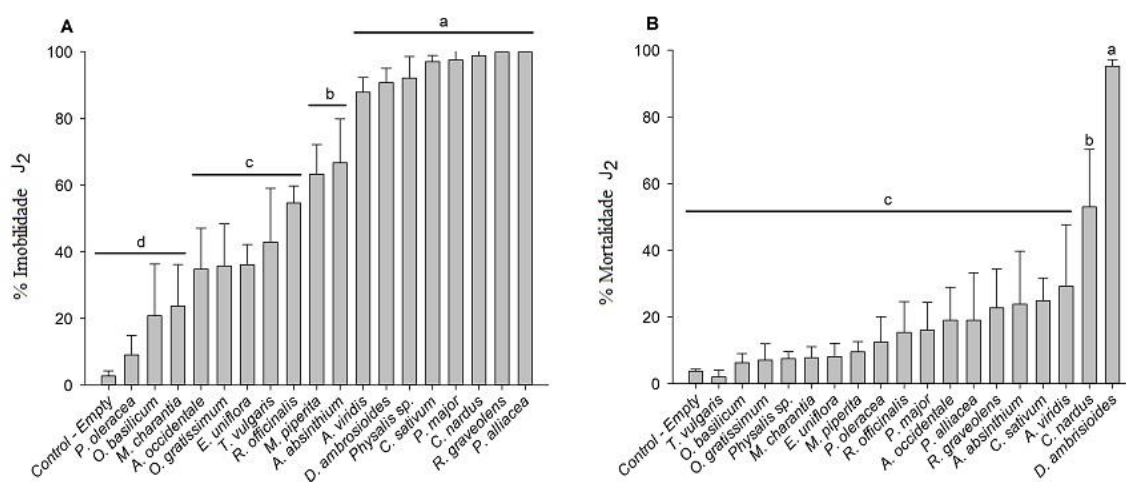 A
a
b
c
d
% Imobilidade J2
100
80
60
40
20
0
Control - Empty
P. oleracea
O. basilicum
M. charantia
A. occidentale
O. gratissimum
E. uniflora
T. vulgaris
R. officinalis
M. piperita
A. absinthium
A. viridis
D. ambrosioides
Physalis sp.
C. sativum
P. major
C. nardus
R. graveolens
P. alliacea
B
a
b
c
% Mortalidade J2
100
80
60
40
20
0
Control - Empty
T. vulgaris
O. basilicum
O. gratissimum
Physalis sp.
M. charantia
E. uniflora
M. piperita
P. oleracea
R. officinalis
P. major
A. occidentale
P. alliacea
R. graveolens
A. absinthium
C. sativum
A. viridis
C. nardus
D. ambrisioides